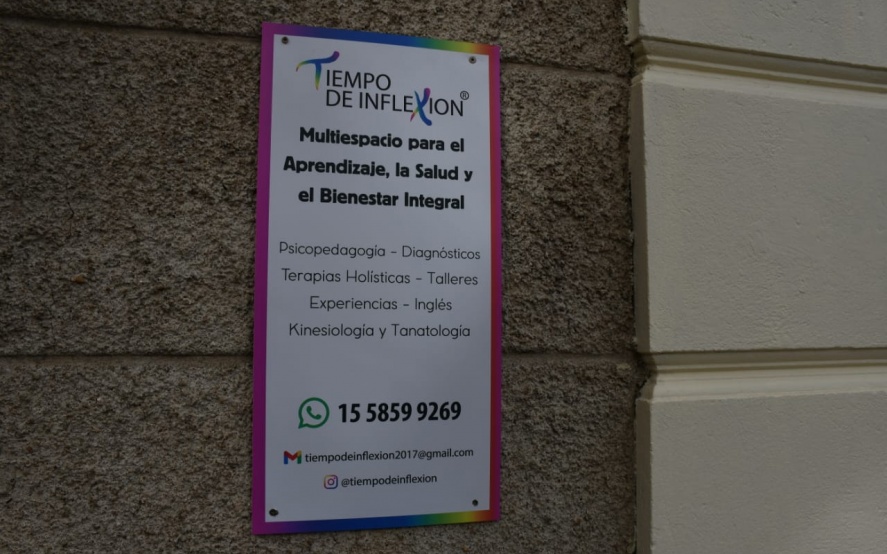 TIEMPO
DE INFLEXION®
Multiespacio para el
Aprendizaje, la Salud y
el Bienestar Integral
Psicopedagogía - Diagnósticos
Terapias Holísticas - Talleres
Experiencias - Inglés
Kinesiología y Tanatología
15 5859 9269
tiempodeinflexion2017@gmail.com
@tiempodeinflexion